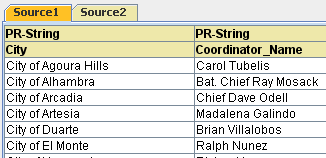 Source1 Source2
PR-String PR-String
City Coordinator_Name
City of Agoura Hills Carol Tubelis
City of Alhambra Bat. Chief Ray Mosack
City of Arcadia Chief Dave Odell
City of Artesia Madalena Galindo
City of Duarte Brian Villalobos
City of El Monte Ralph Nunez